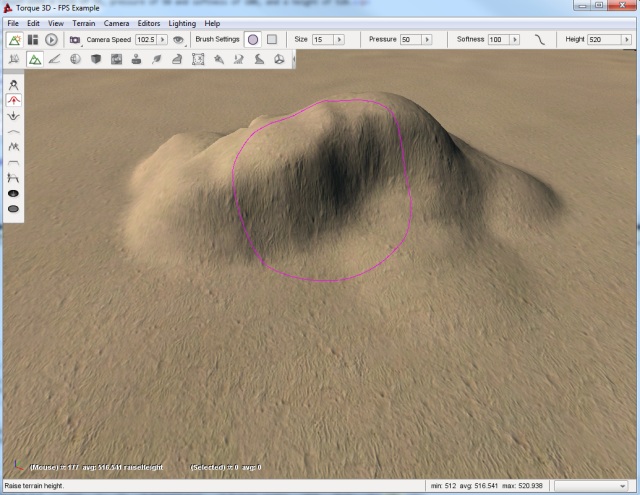 Torque 3D - FPS Example
File Edit View Terrain Camera Editors Lighting Help
Camera Speed 102.5 Brush Settings Size 15 Pressure 50 Softness 100 Height 520
(Mouse) #: 177 avg: 516.541 raiseHeight (Selected) #: 0 avg: 0
Raise terrain height. min: 512 avg: 516.541 max: 520.938